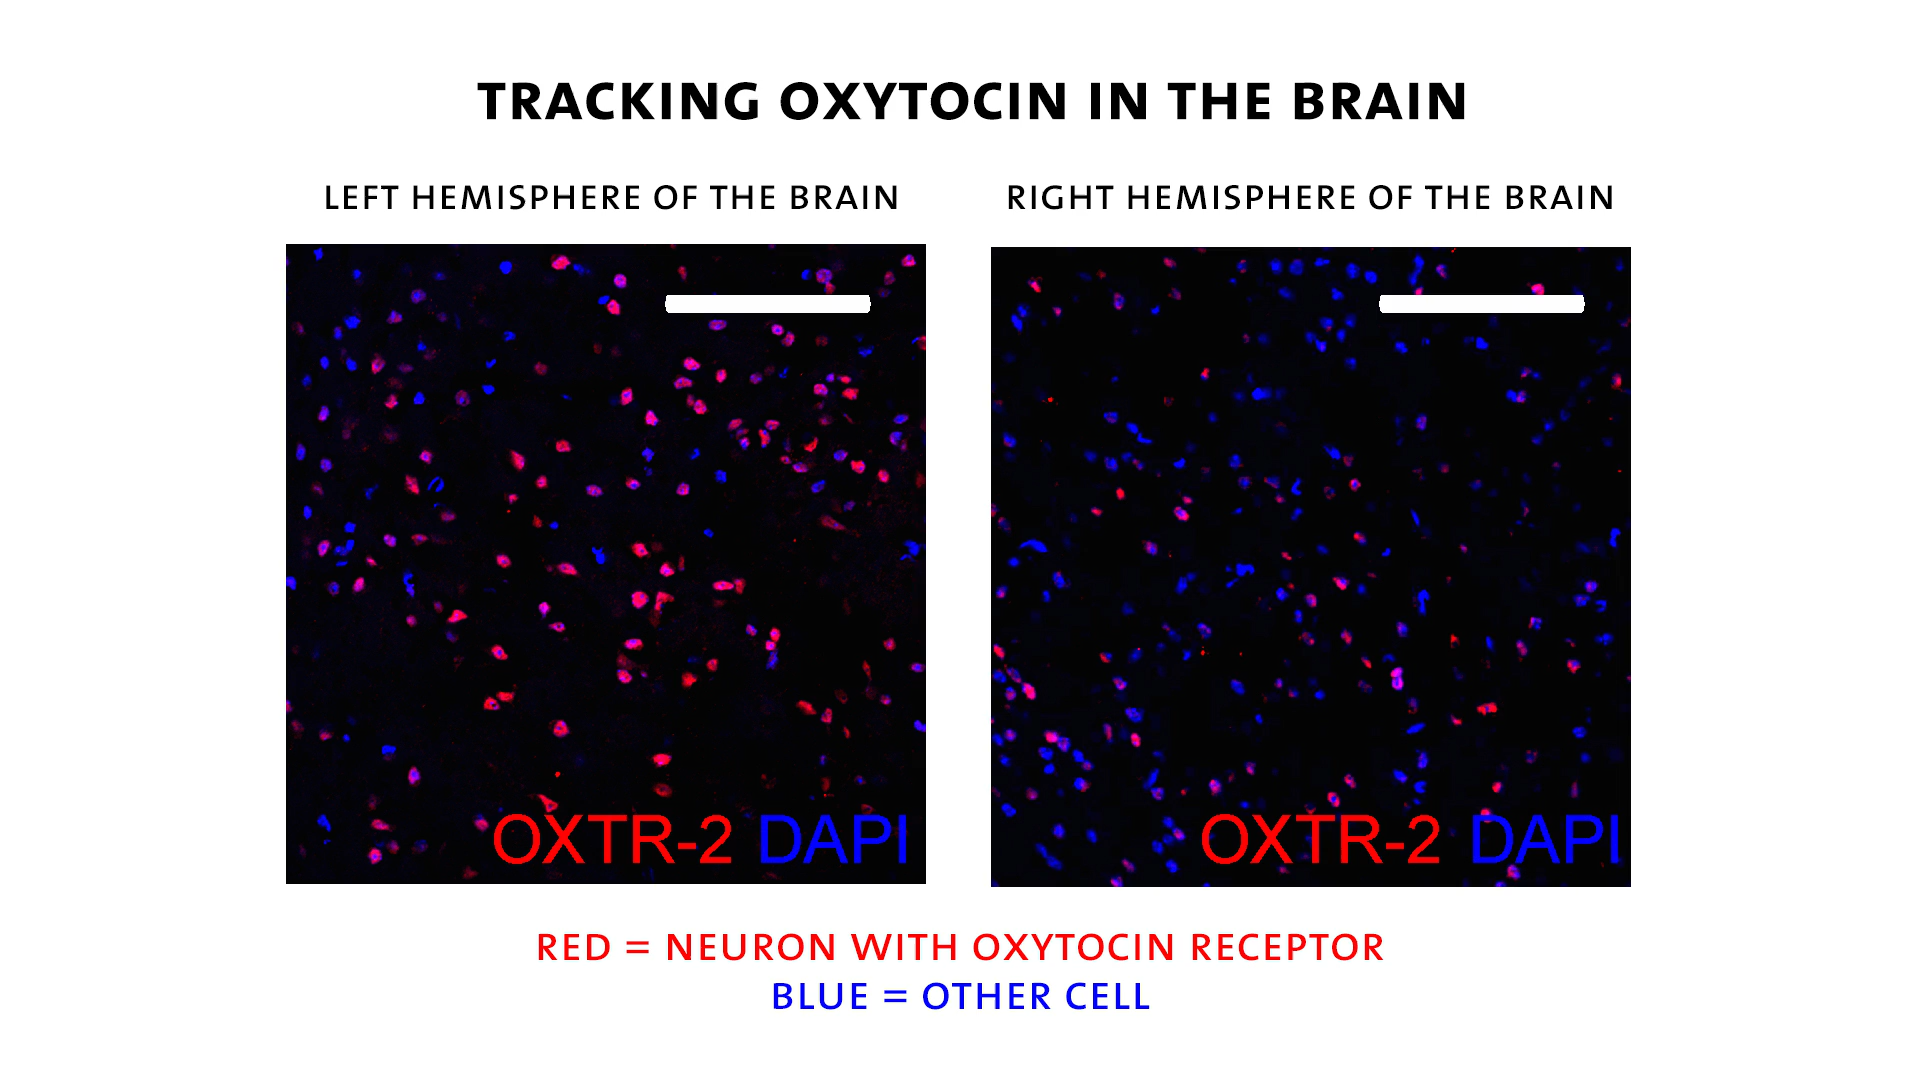 TRACKING OXYTOCIN IN THE BRAIN
LEFT HEMISPHERE OF THE BRAIN
RIGHT HEMISPHERE OF THE BRAIN
OXTR-2 DAPI
OXTR-2 DAPI
RED = NEURON WITH OXYTOCIN RECEPTOR
BLUE = OTHER CELL